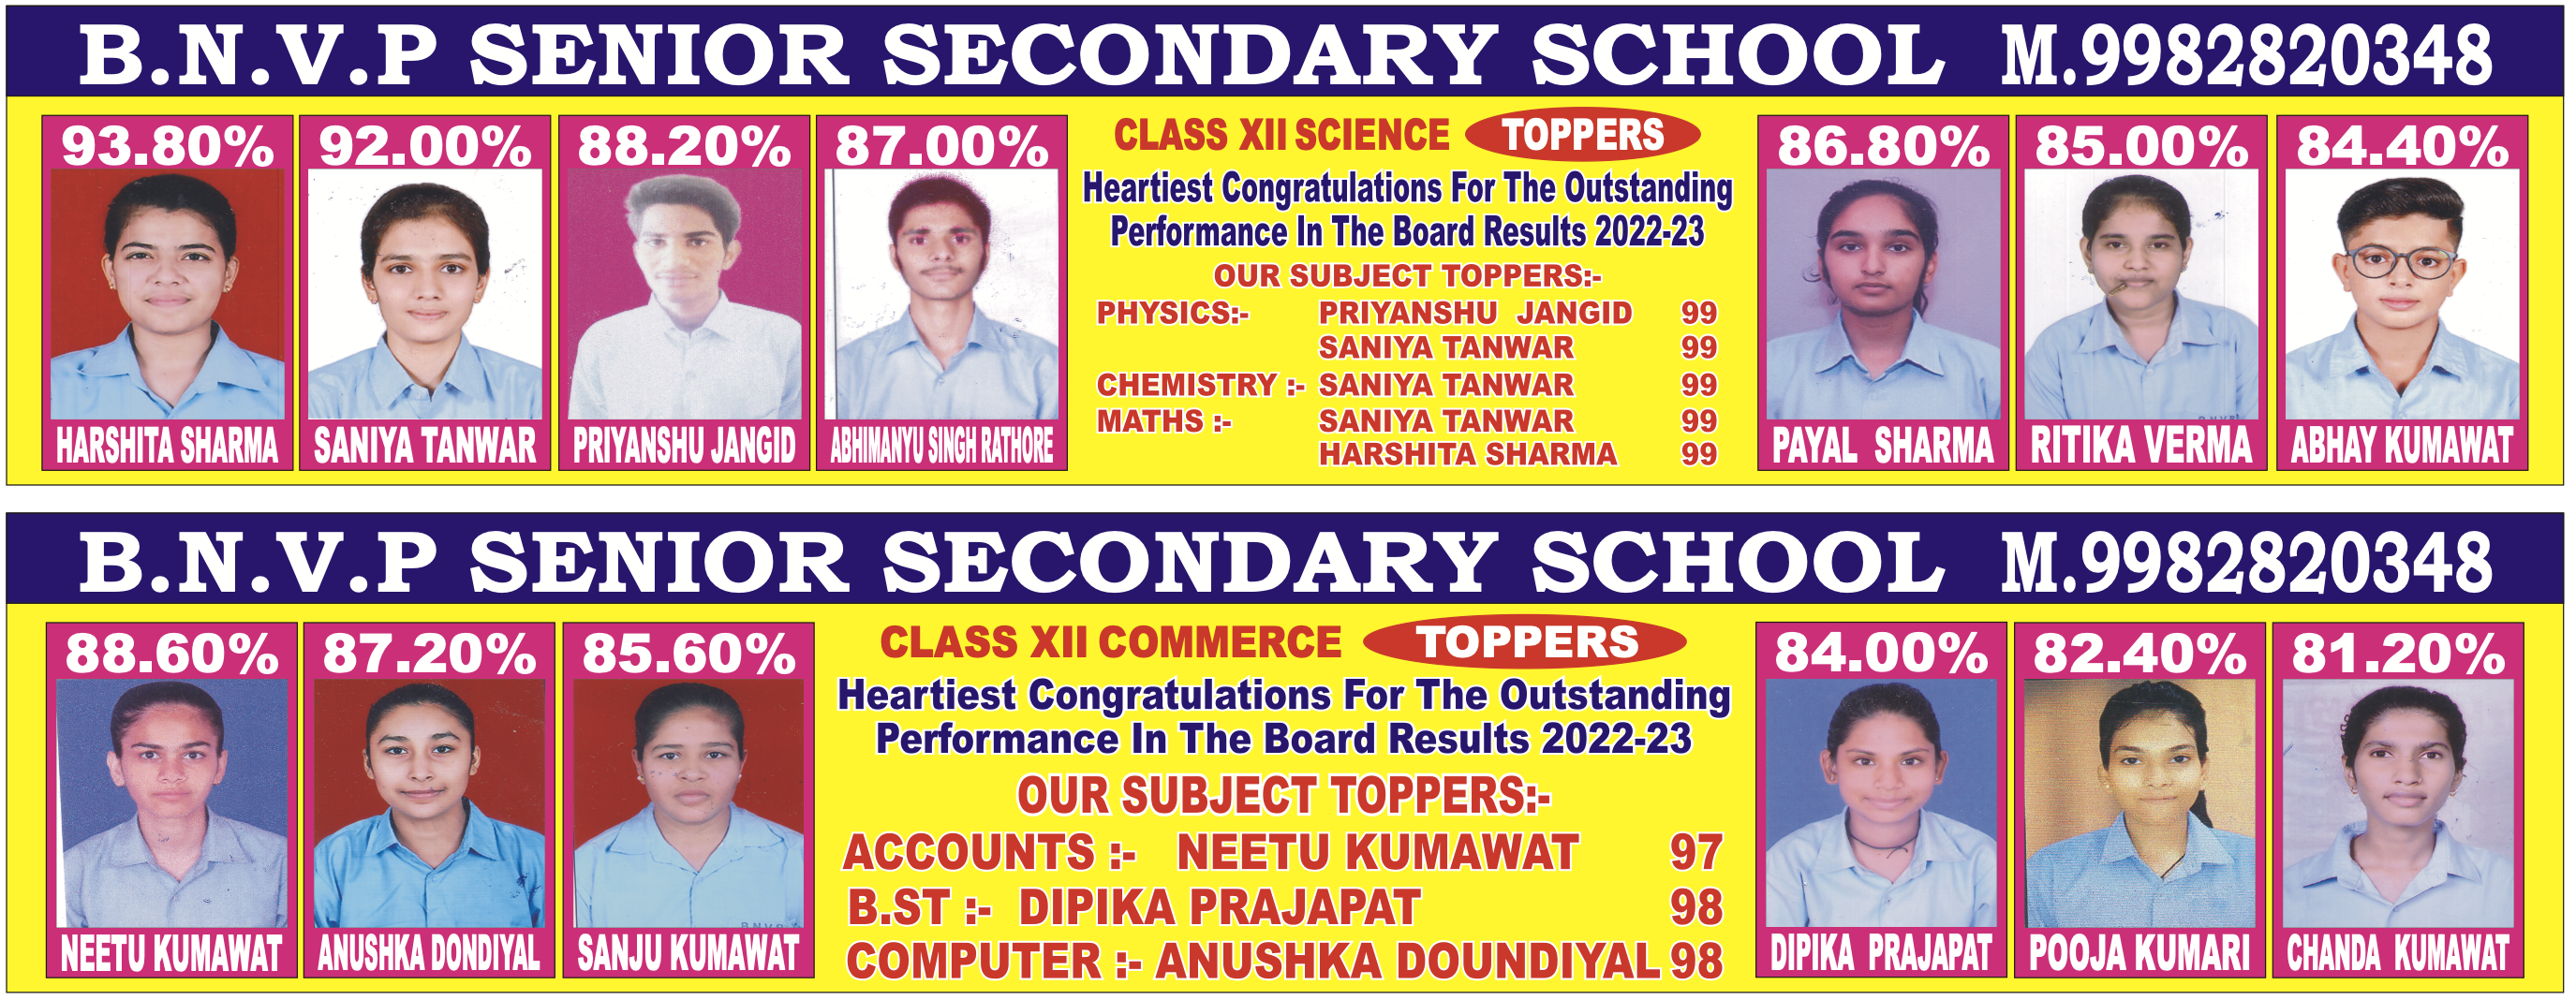 B.N.V.P SENIOR SECONDARY SCHOOL M.9982820348
93.80% 92.00% 88.20% 87.00%
HARSHITA SHARMA SANIYA TANWAR PRIYANSHU JANGID ABHIMANYU SINGH RATHORE
CLASS XII SCIENCE TOPPERS
Heartiest Congratulations For The Outstanding
Performance In The Board Results 2022-23
OUR SUBJECT TOPPERS:-
PHYSICS:- PRIYANSHU JANGID 99
SANIYA TANWAR 99
CHEMISTRY :- SANIYA TANWAR 99
MATHS :- SANIYA TANWAR 99
HARSHITA SHARMA 99
86.80% 85.00% 84.40%
PAYAL SHARMA RITIKA VERMA ABHAY KUMAWAT
B.N.V.P SENIOR SECONDARY SCHOOL M.9982820348
88.60% 87.20% 85.60%
NEETU KUMAWAT ANUSHKA DONDIYAL SANJU KUMAWAT
CLASS XII COMMERCE TOPPERS
Heartiest Congratulations For The Outstanding
Performance In The Board Results 2022-23
OUR SUBJECT TOPPERS:-
ACCOUNTS :- NEETU KUMAWAT 97
B.ST :- DIPIKA PRAJAPAT 98
COMPUTER :- ANUSHKA DOUNDIYAL 98
84.00% 82.40% 81.20%
DIPIKA PRAJAPAT POOJA KUMARI CHANDA KUMAWAT